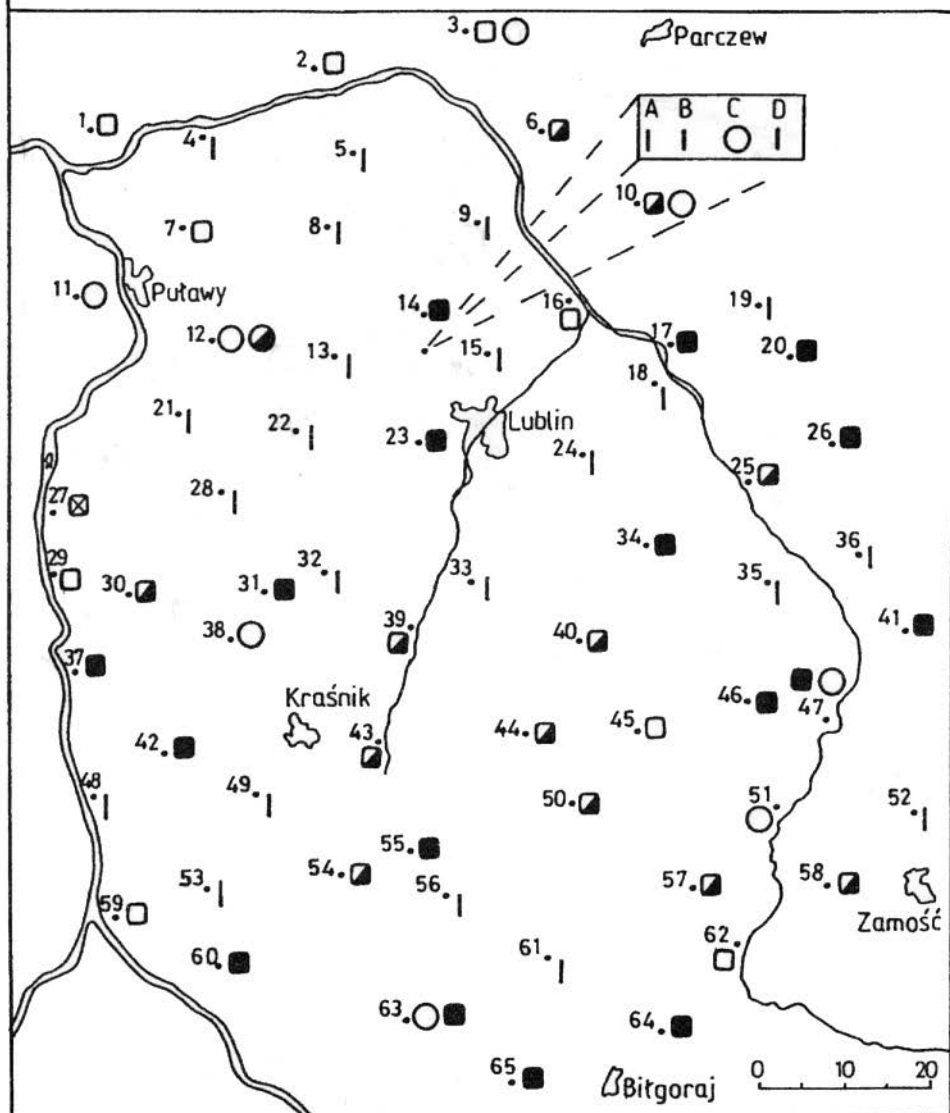 3. Parczew
2.
1. 6. A B C D
4. 5.
10.
7. 8. 9.
Puławy
11. 14. 16. 19.
12. 13. 15. 17. 20.
18.
21. 22. 23. Lublin 24. 26.
25.
27. 28.
34. 36.
29. 30. 31. 32. 33. 35.
38. 39. 40. 41.
37.
Kraśnik 46. 47.
42. 43. 44. 45.
48. 49. 50. 51. 52.
55.
53. 54. 56. 57. 58.
59. Zamość
60. 61. 62.
63. 64.
65. Biłgoraj 0 10 20